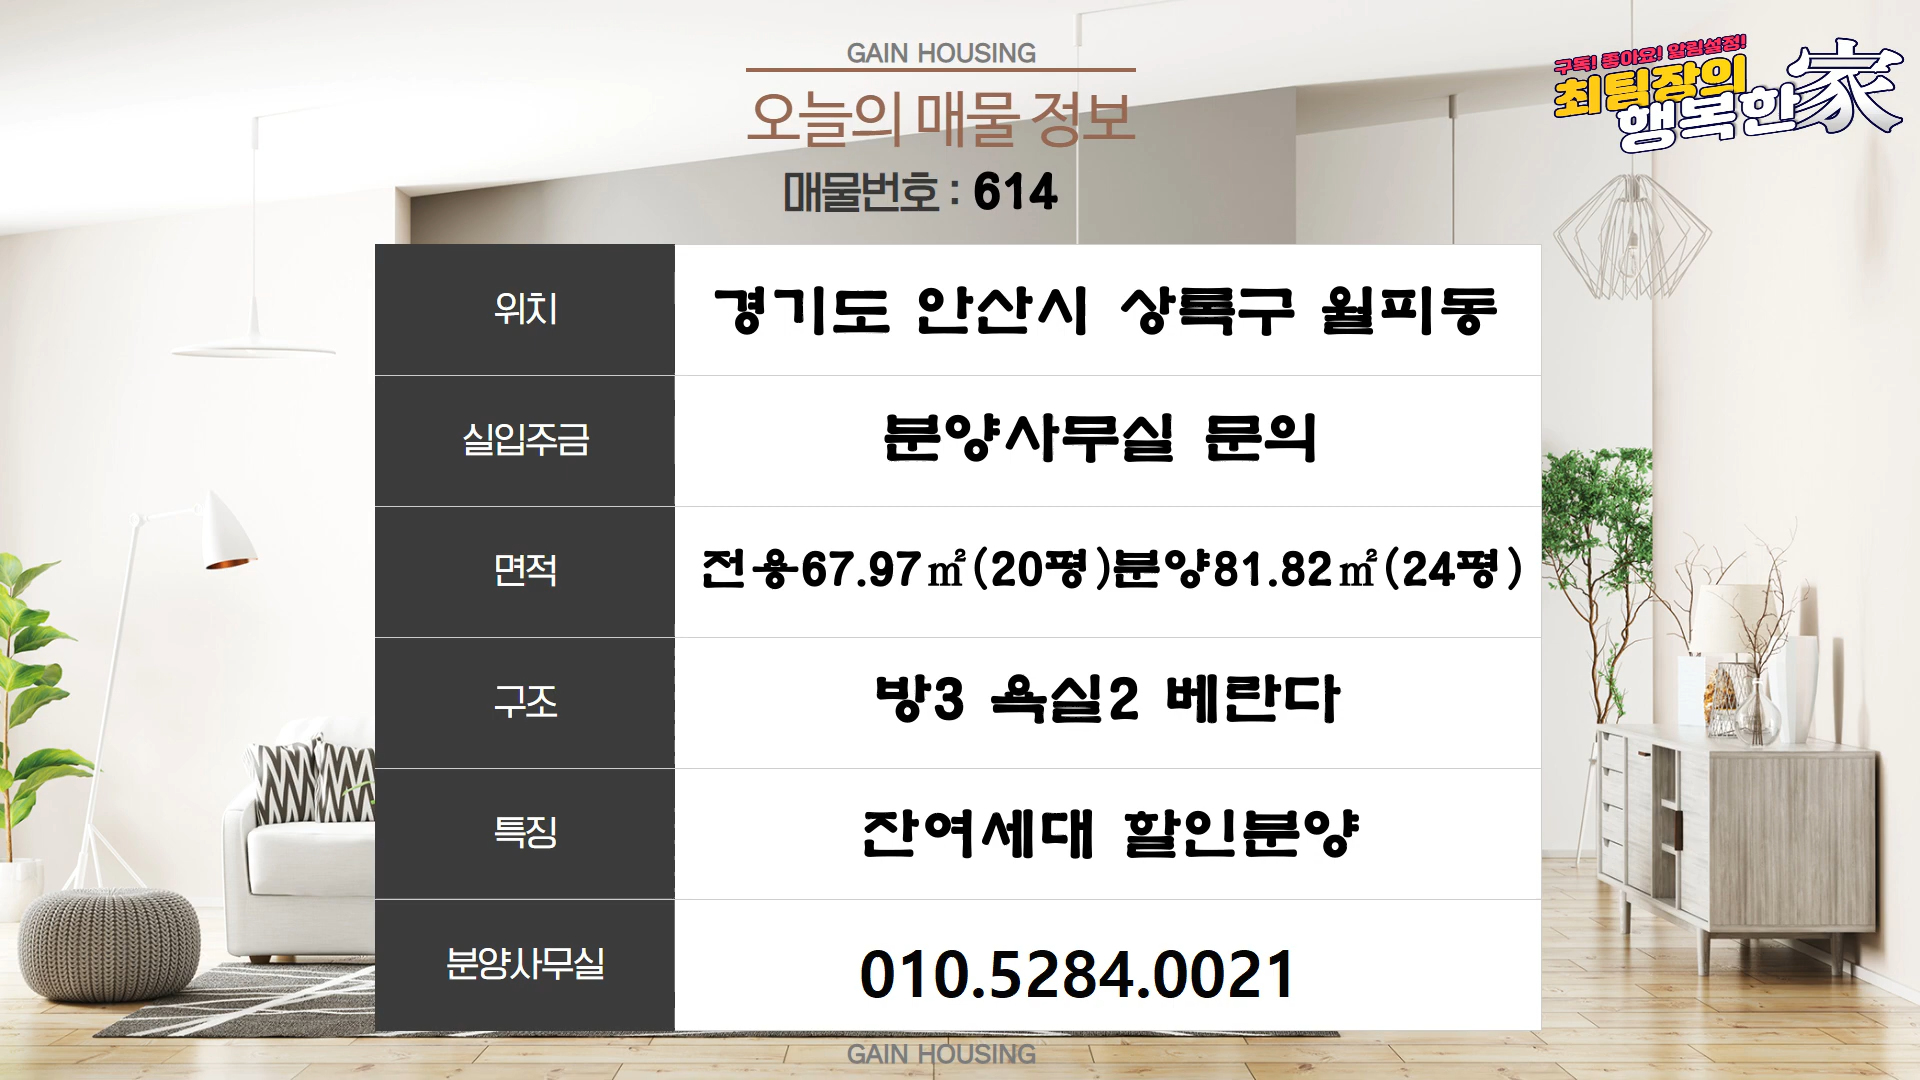 GAIN HOUSING
오늘의 매물 정보
매물번호 : 614
구독! 좋아요! 알림설정!
최팀장의
행복한家
위치 경기도 안산시 상록구 월피동
실입주금 분양사무실 문의
면적 전용67.97㎡(20평)분양81.82㎡(24평)
구조 방3 욕실2 베란다
특징 잔여세대 할인분양
분양사무실 010.5284.0021
GAIN HOUSING